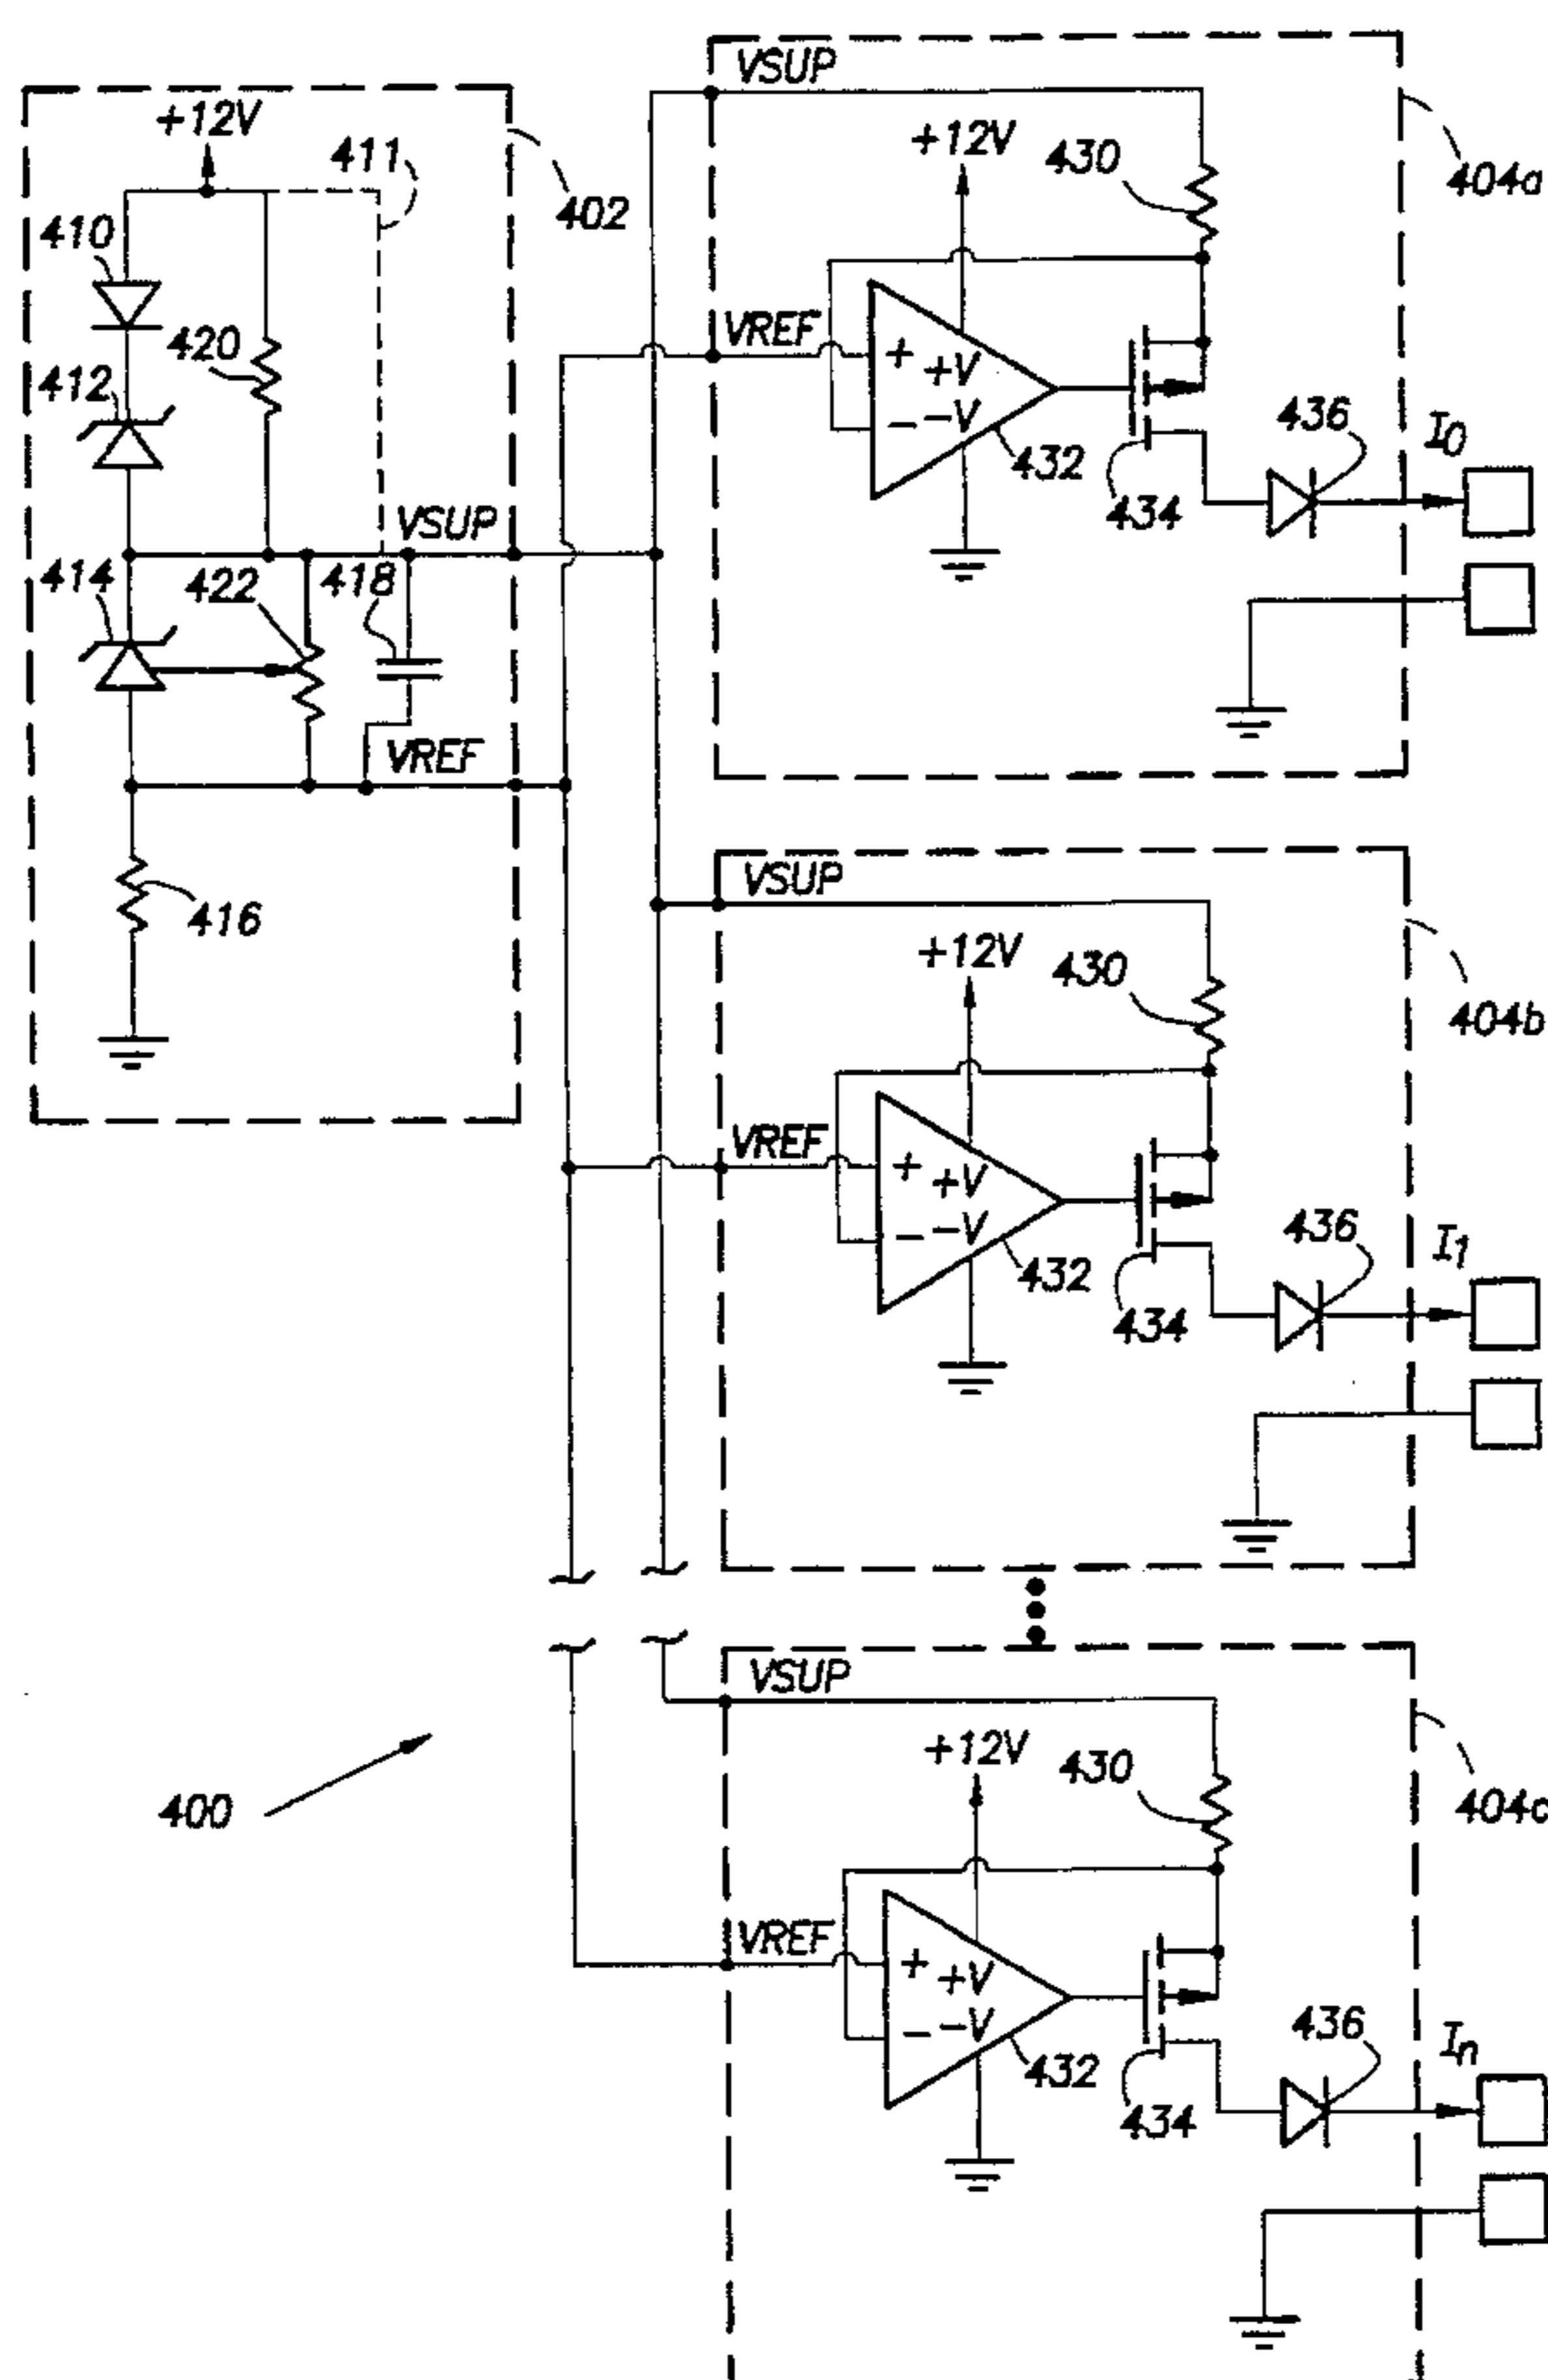 VSUP
+12V
411
402
410
420
412
VSUP
414
422
418
VREF
416
+12V
430
404a
VREF
+ +V
- -V
432
434
436
I0
VSUP
+12V
430
404b
VREF
+ +V
- -V
432
434
436
I1
VSUP
+12V
430
404c
400
VREF
+ +V
- -V
432
434
436
In